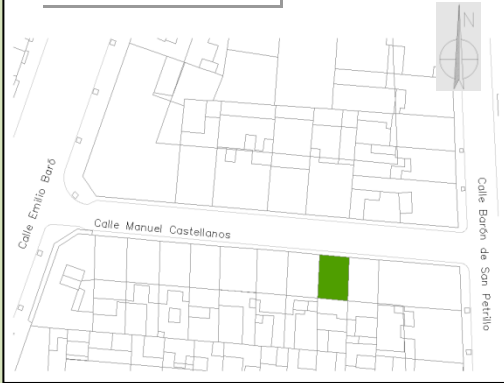 N
Calle Emilio Baró
Calle Manuel Castellanos
Calle Barón de San Petrillo